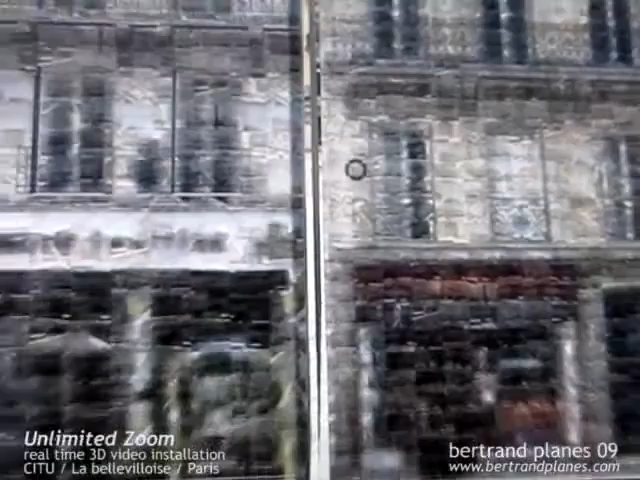 Unlimited Zoom
real time 3D video installation
CITU / La bellevilloise / Paris
bertrand planes 09
www.bertrandplanes.com